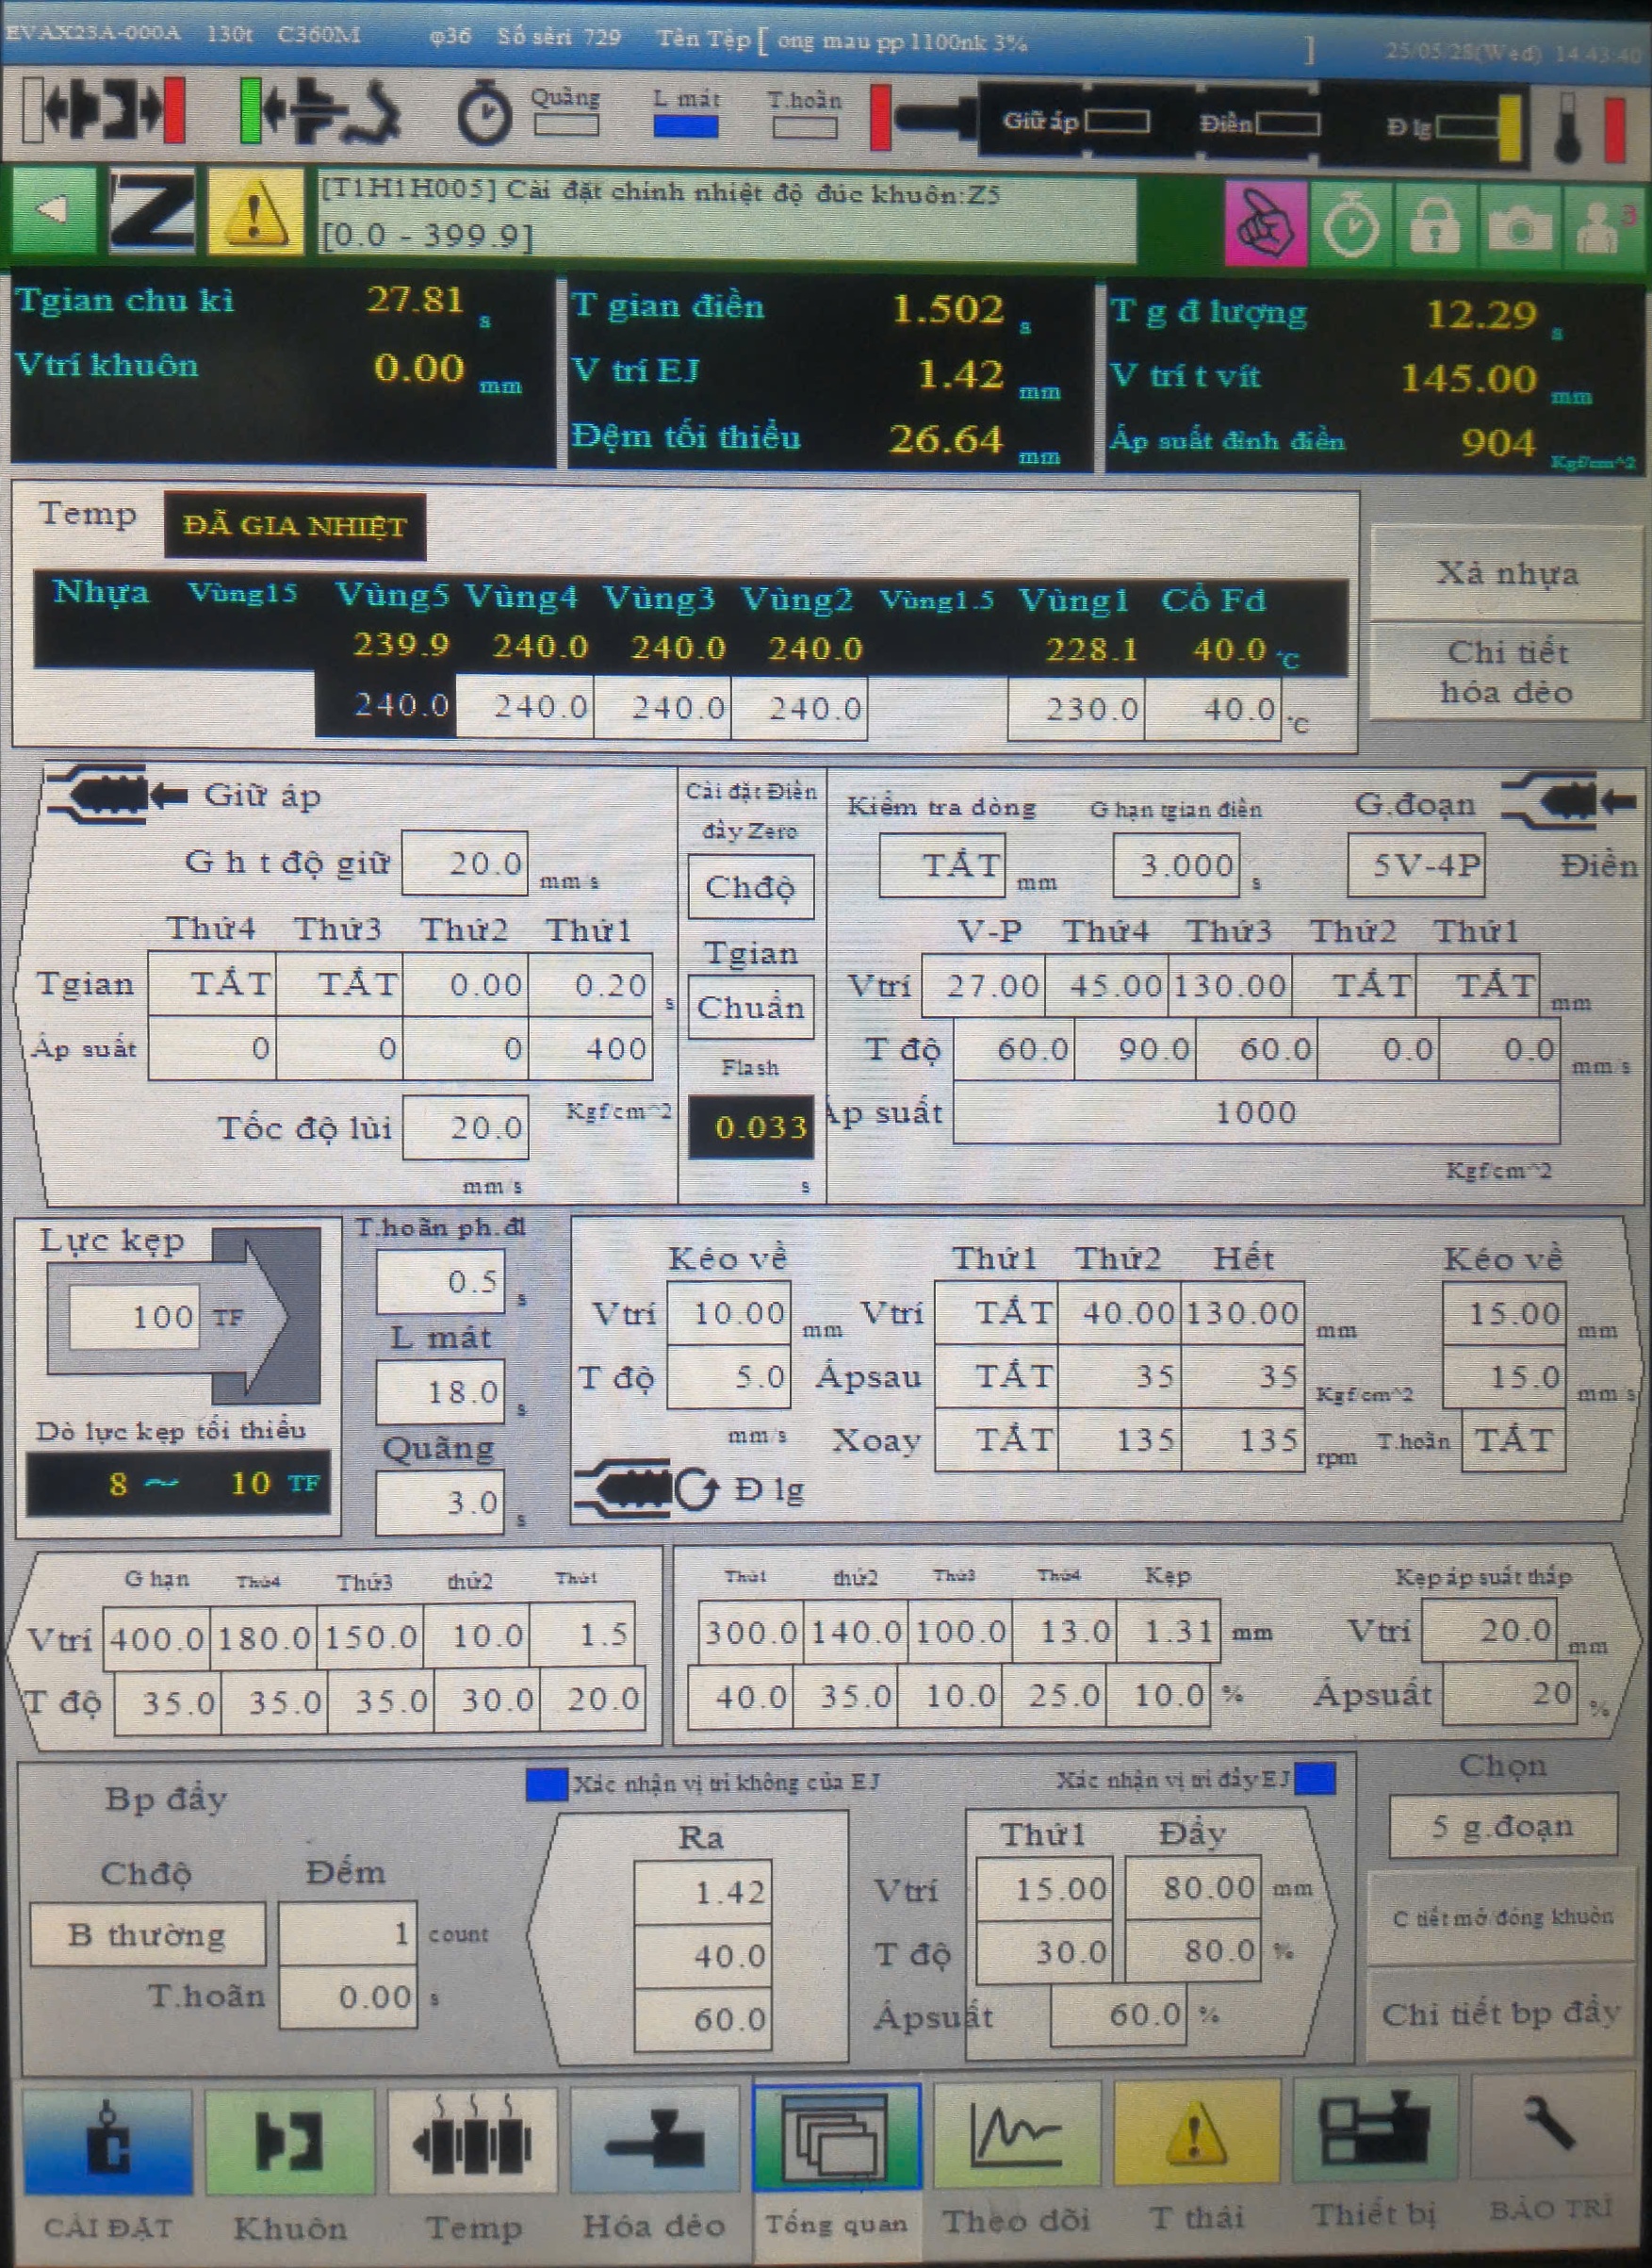 EVAX23A-000A 130t C360M φ36 Số sêri 729 Tên Tệp [ ong mau pp 1100nk 3% ] 25/05/28(Wed) 14:43:40
Quãng L mát T.hoãn Giữ áp Điền Đ lg
[T1H1H005] Cài đặt chính nhiệt độ đúc khuôn:Z5
[0.0 - 399.9]
3
Tgian chu kì 27.81 s T gian điền 1.502 s T g đ lượng 12.29 s
Vtrí khuôn 0.00 mm V trí EJ 1.42 mm V trí t vít 145.00 mm
Đệm tối thiểu 26.64 mm Áp suất đỉnh điền 904 Kgf/cm^2
Temp ĐÃ GIA NHIỆT
Xả nhựa
Nhựa Vùng15 Vùng5 Vùng4 Vùng3 Vùng2 Vùng1.5 Vùng1 Cổ Fd
239.9 240.0 240.0 240.0 228.1 40.0 °C
240.0 240.0 240.0 240.0 230.0 40.0 °C
Chi tiết
hóa dẻo
Giữ áp
G h t độ giữ 20.0 mm/s
Thứ4 Thứ3 Thứ2 Thứ1
Tgian TẮT TẮT 0.00 0.20 s
Áp suất 0 0 0 400
Kgf/cm^2
Tốc độ lùi 20.0
mm/s
Cài đặt Điền
đầy Zero
Chđộ
Tgian
Chuẩn
Flash
0.033
s
Kiểm tra dòng G hạn tgian điền G.đoạn
TẮT mm 3.000 s 5V-4P Điền
V-P Thứ4 Thứ3 Thứ2 Thứ1
Vtrí 27.00 45.00 130.00 TẮT TẮT mm
T độ 60.0 90.0 60.0 0.0 0.0 mm/s
Áp suất 1000
Kgf/cm^2
Lực kẹp
100 TF
Dò lực kẹp tối thiểu
8 ~ 10 TF
T.hoãn ph.đl
0.5 s
L mát
18.0 s
Quãng
3.0 s
Kéo về Thứ1 Thứ2 Hết Kéo về
Vtrí 10.00 mm Vtrí TẮT 40.00 130.00 mm 15.00 mm
T độ 5.0 Ápsau TẮT 35 35 Kgf/cm^2 15.0 mm/s
mm/s Xoay TẮT 135 135 rpm T.hoãn TẮT
Đ lg
G hạn Thứ4 Thứ3 thứ2 Thứ1
Vtrí 400.0 180.0 150.0 10.0 1.5
T độ 35.0 35.0 35.0 30.0 20.0
Thứ1 thứ2 Thứ3 Thứ4 Kẹp Kẹp áp suất thấp
300.0 140.0 100.0 13.0 1.31 mm Vtrí 20.0 mm
40.0 35.0 10.0 25.0 10.0 % Ápsuất 20 %
Bp đẩy
Xác nhận vị trí không của EJ Xác nhận vị trí đẩy EJ
Chđộ Đếm
B thường 1 count
T.hoãn 0.00 s
Ra Thứ1 Đẩy
1.42 Vtrí 15.00 80.00 mm
40.0 T độ 30.0 80.0 %
60.0 Ápsuất 60.0 %
Chọn
5 g.đoạn
C tiết mở/đóng khuôn
Chi tiết bp đẩy
CÀI ĐẶT Khuôn Temp Hóa dẻo Tổng quan Theo dõi T thái Thiết bị BẢO TRÌ